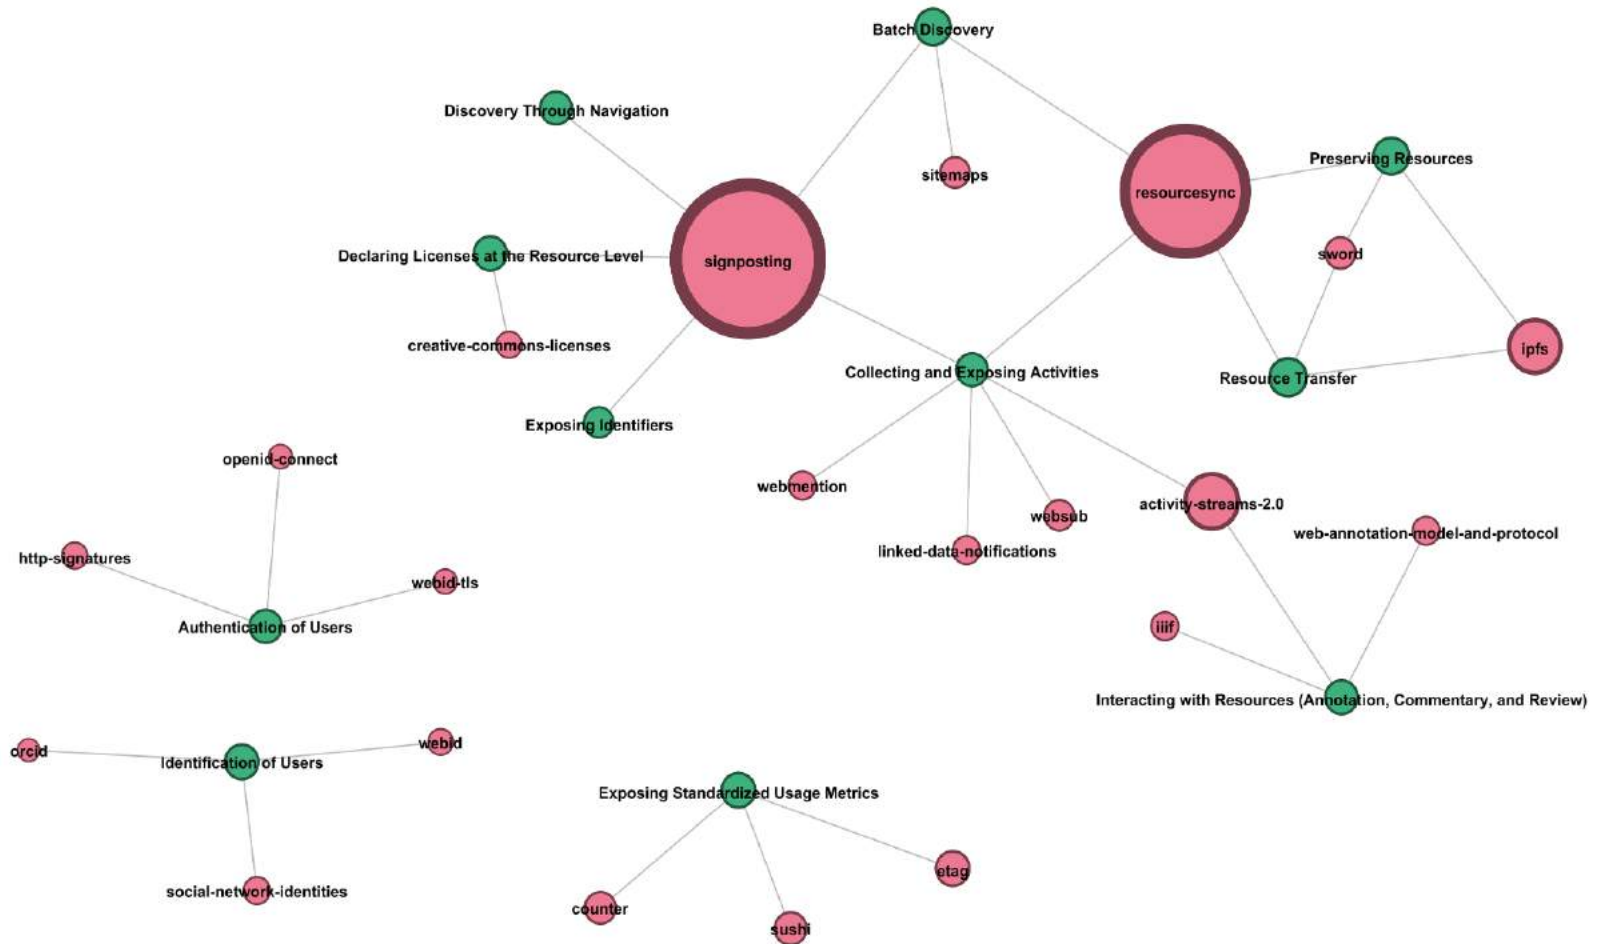 Batch Discovery
Discovery Through Navigation
Preserving Resources
sitemaps
resourcesync
sword
Declaring Licenses at the Resource Level
signposting
creative-commons-licenses
ipfs
Collecting and Exposing Activities
Resource Transfer
Exposing Identifiers
openid-connect
webmention
activity-streams-2.0
websub
web-annotation-model-and-protocol
linked-data-notifications
http-signatures
webid-tls
Authentication of Users
iiif
Interacting with Resources (Annotation, Commentary, and Review)
webid
orcid
Identification of Users
Exposing Standardized Usage Metrics
etag
social-network-identities
counter
sushi